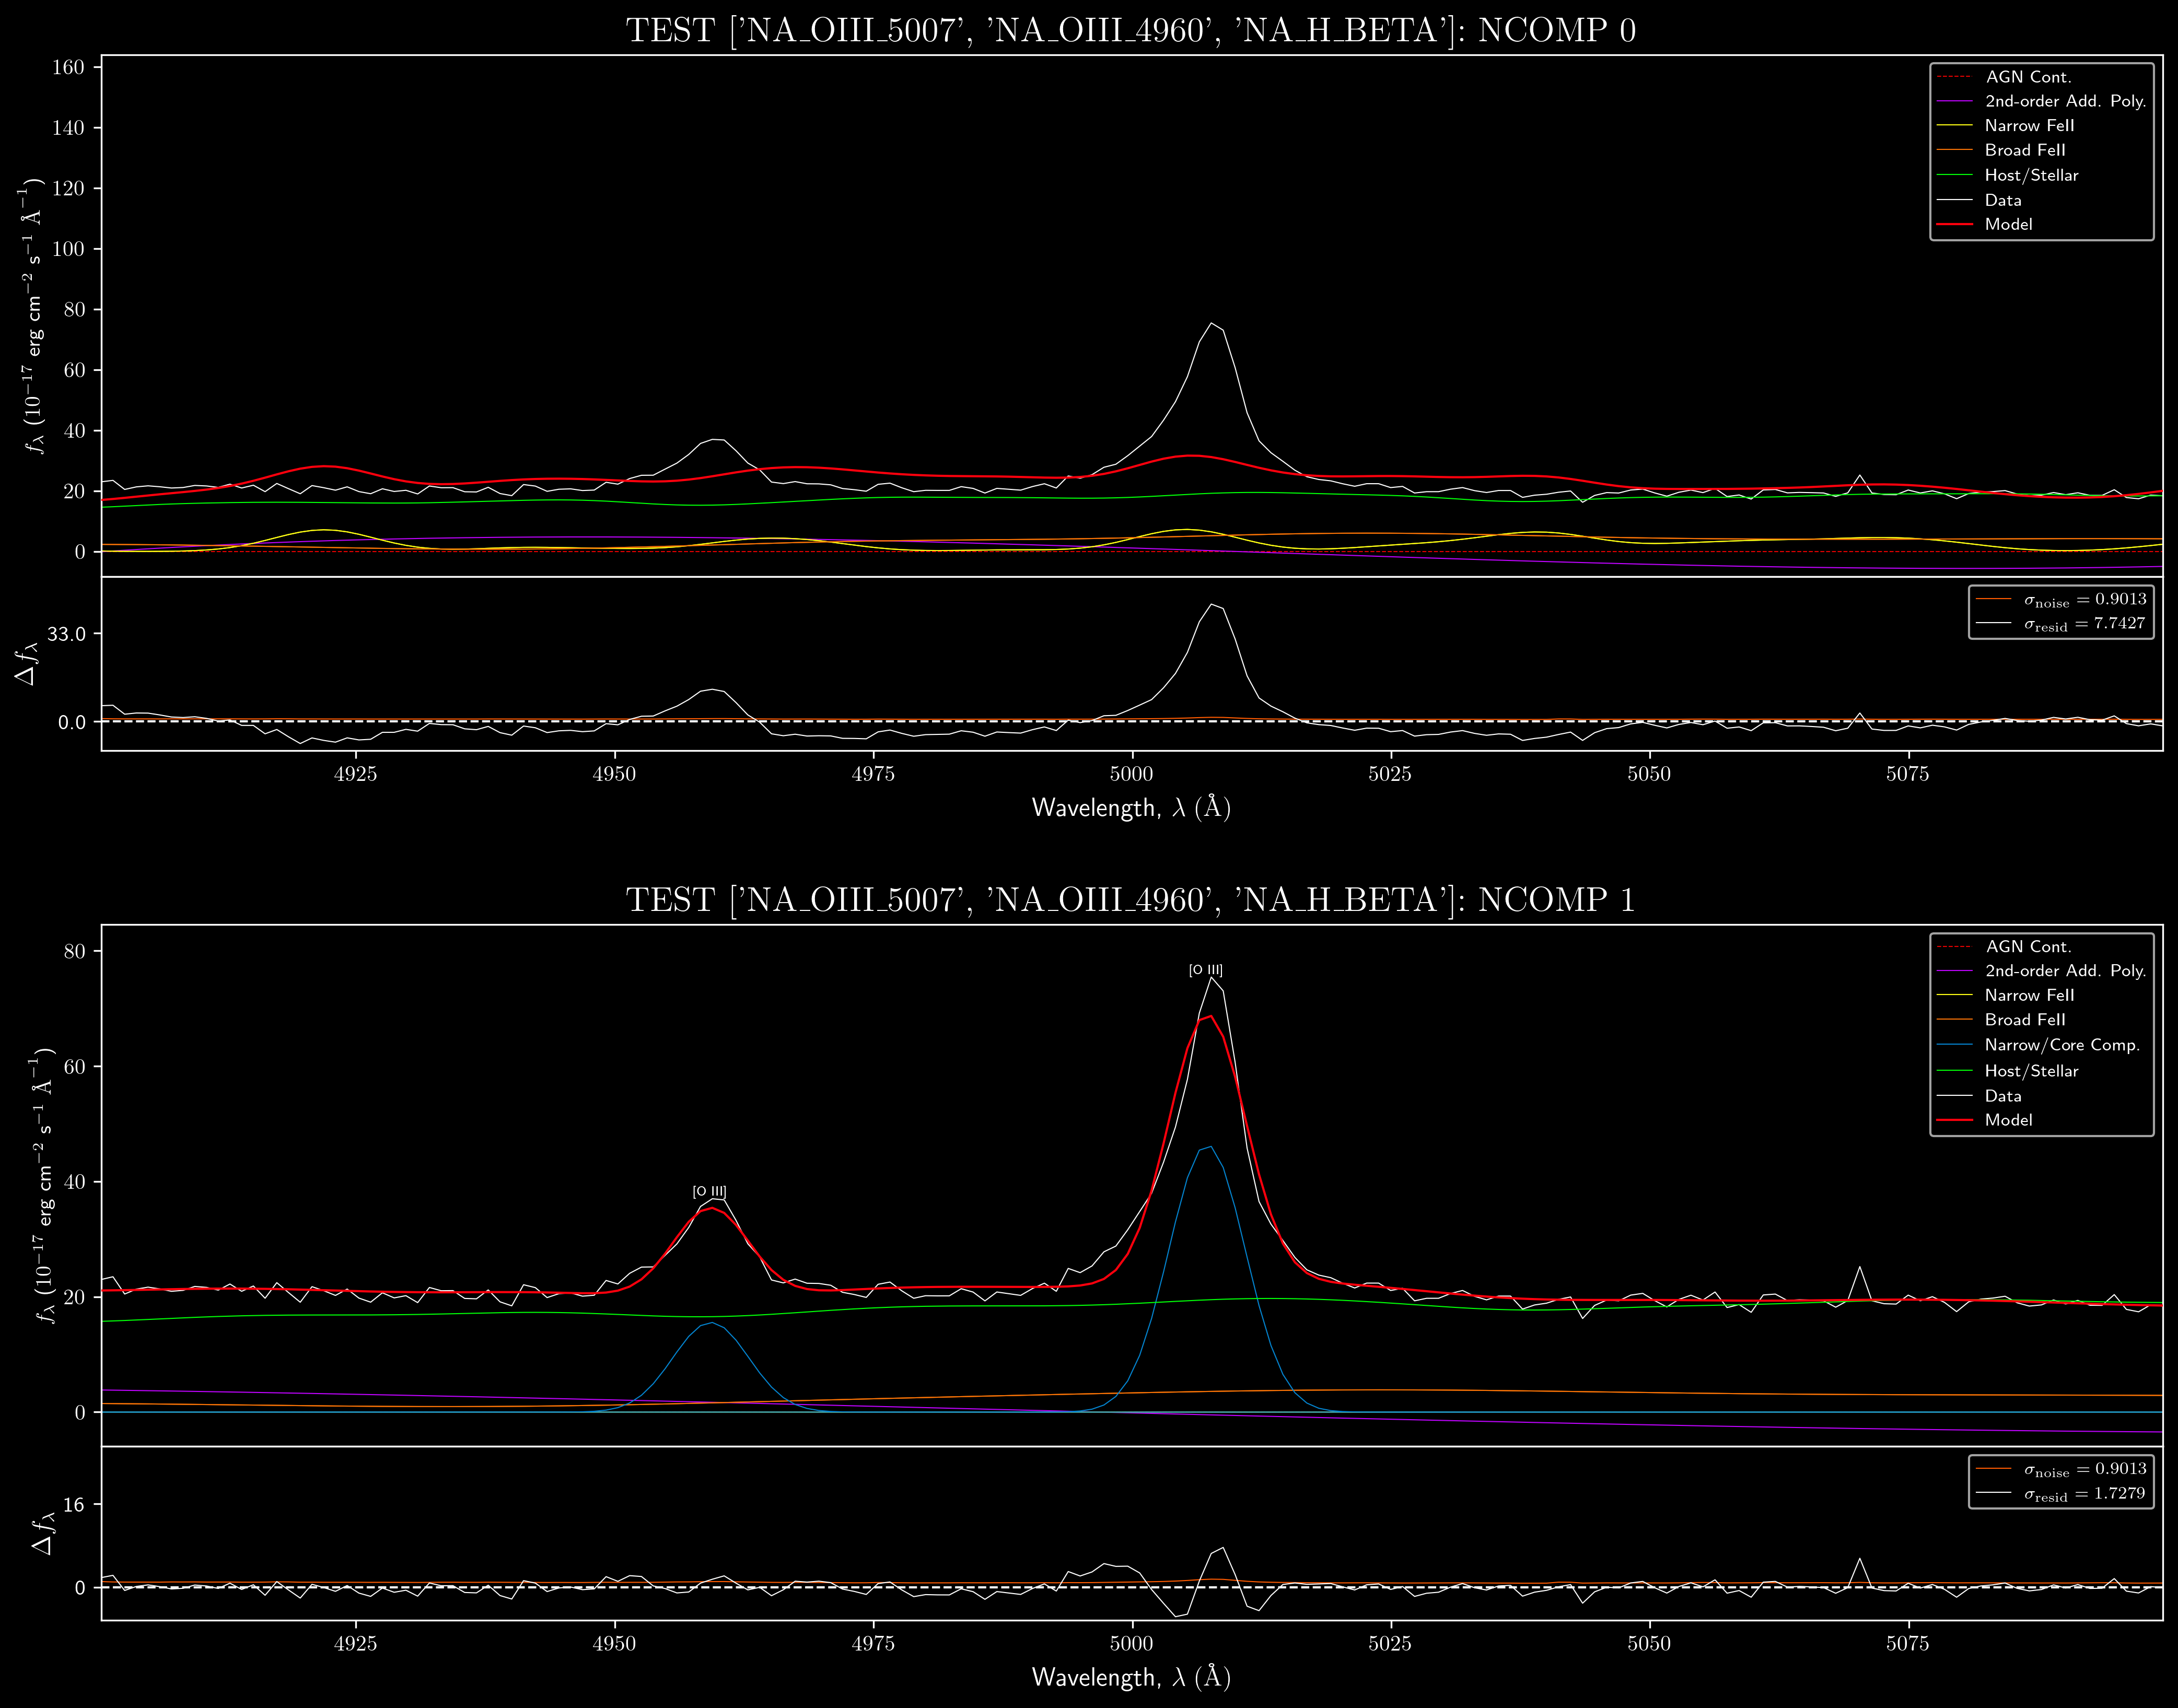 TEST ['NA_OIII_5007', 'NA_OIII_4960', 'NA_H_BETA']: NCOMP 0
160
140
120
100
80
60
40
20
0
fλ (10⁻¹⁷ erg cm⁻² s⁻¹ Å⁻¹)
AGN Cont.
2nd-order Add. Poly.
Narrow FeII
Broad FeII
Host/Stellar
Data
Model
33.0
0.0
Δfλ
σnoise = 0.9013
σresid = 7.7427
4925 4950 4975 5000 5025 5050 5075
Wavelength, λ (Å)
TEST ['NA_OIII_5007', 'NA_OIII_4960', 'NA_H_BETA']: NCOMP 1
80
60
40
20
0
fλ (10⁻¹⁷ erg cm⁻² s⁻¹ Å⁻¹)
[O III]
[O III]
AGN Cont.
2nd-order Add. Poly.
Narrow FeII
Broad FeII
Narrow/Core Comp.
Host/Stellar
Data
Model
16
0
Δfλ
σnoise = 0.9013
σresid = 1.7279
4925 4950 4975 5000 5025 5050 5075
Wavelength, λ (Å)